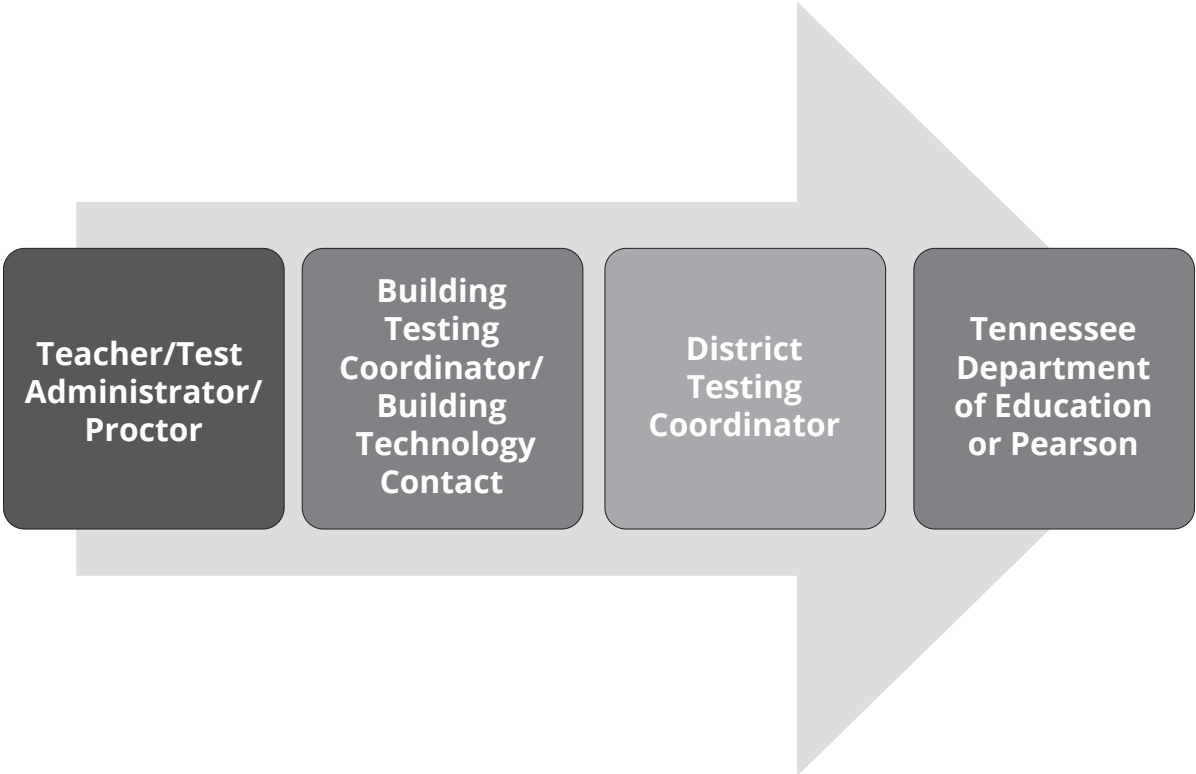 Teacher/Test
Administrator/
Proctor
Building
Testing
Coordinator/
Building
Technology
Contact
District
Testing
Coordinator
Tennessee
Department
of Education
or Pearson